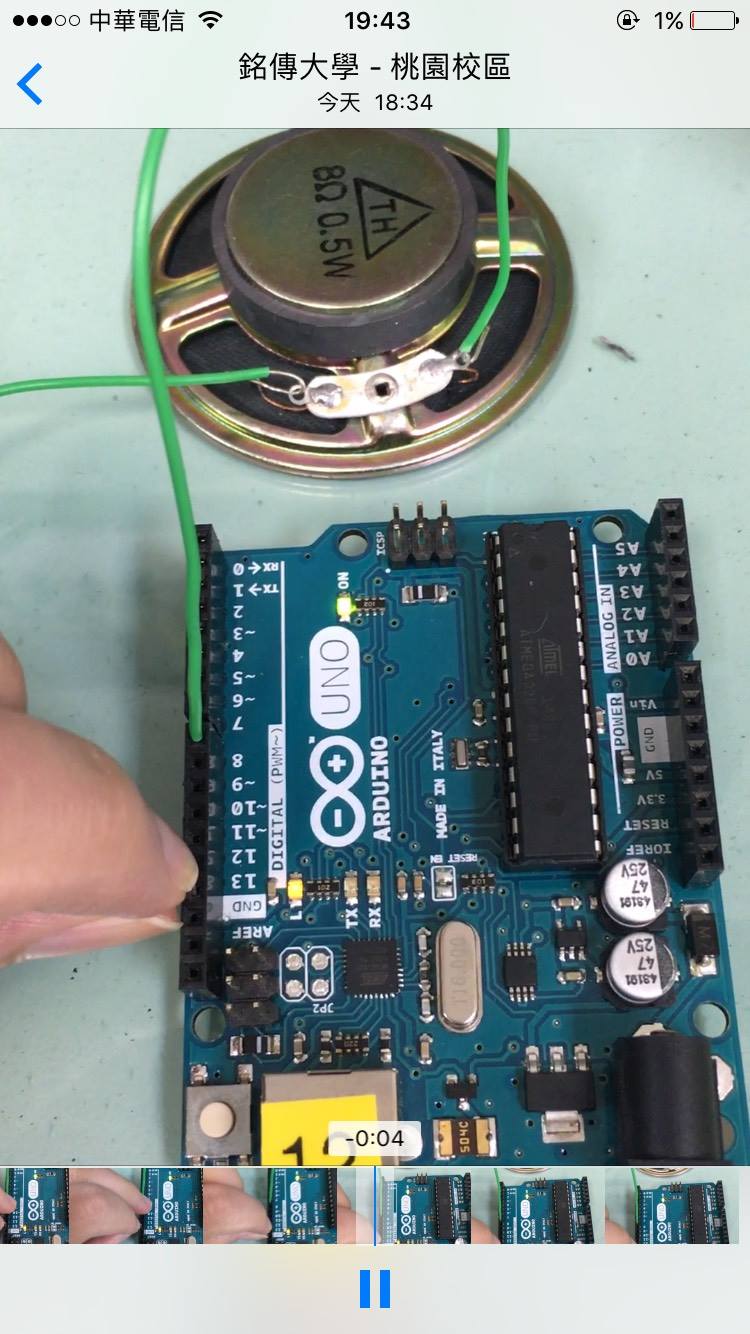 中華電信
19:43
1%
銘傳大學 - 桃園校區
今天 18:34
TH
8Ω 0.5W
ICSP
ON
RX←0
TX→1
2
~3
4
~5
~6
7
8
~9
~10
~11
12
13
GND
AREF
DIGITAL (PWM~)
UNO
ARDUINO
MADE IN ITALY
ATMEL
A5
A4
A3
A2
A1
A0
ANALOG IN
POWER
Vin
GND
5V
3.3V
RESET
IOREF
RESET EN
L
TX
RX
JP2
47
25V
47
25V
-0:04